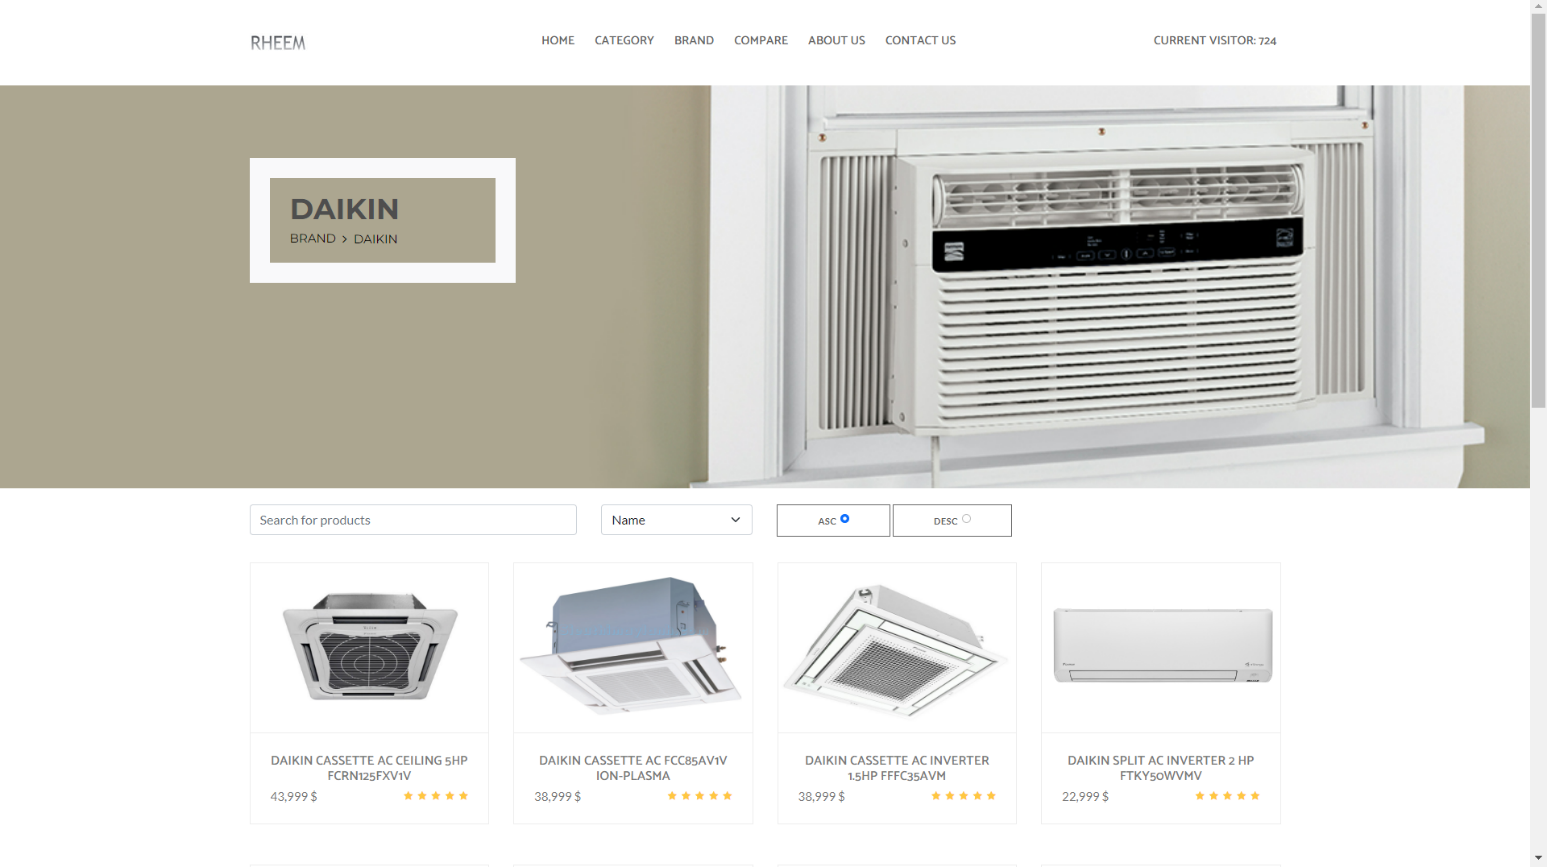 RHEEM
HOME CATEGORY BRAND COMPARE ABOUT US CONTACT US
CURRENT VISITOR: 724
DAIKIN
BRAND > DAIKIN
Search for products
Name
ASC
DESC
DAIKIN CASSETTE AC CEILING 5HP
FCRN125FXV1V
43,999 $
DAIKIN CASSETTE AC FCC85AV1V
ION-PLASMA
38,999 $
DAIKIN CASSETTE AC INVERTER
1.5HP FFFC35AVM
38,999 $
DAIKIN SPLIT AC INVERTER 2 HP
FTKY50WVMV
22,999 $